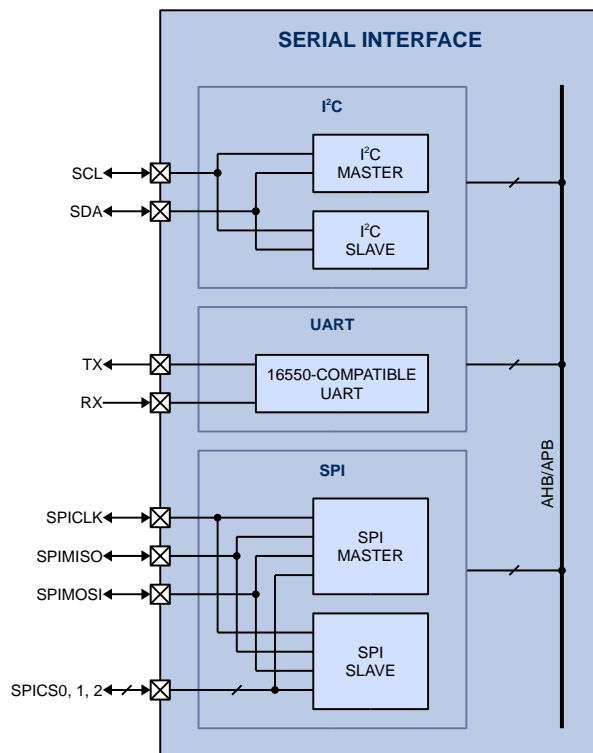 SERIAL INTERFACE
I²C
I²C
MASTER
SCL
SDA
I²C
SLAVE
UART
TX
16550-COMPATIBLE
UART
RX
AHB/APB
SPI
SPICLK
SPI
MASTER
SPIMISO
SPIMOSI
SPI
SLAVE
SPICS0, 1, 2